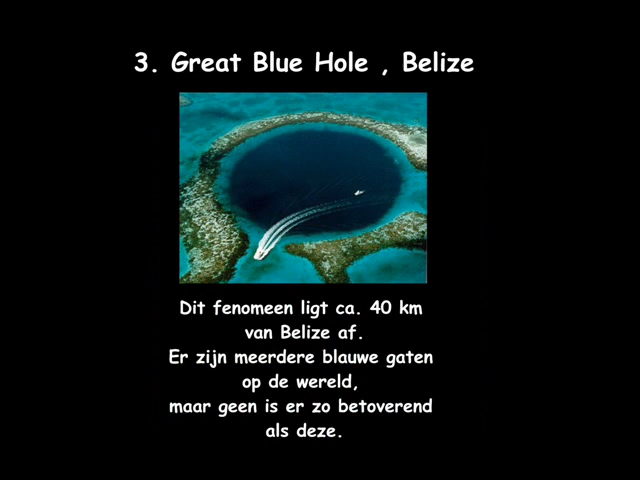 3. Great Blue Hole , Belize
Dit fenomeen ligt ca. 40 km
van Belize af.
Er zijn meerdere blauwe gaten
op de wereld,
maar geen is er zo betoverend
als deze.